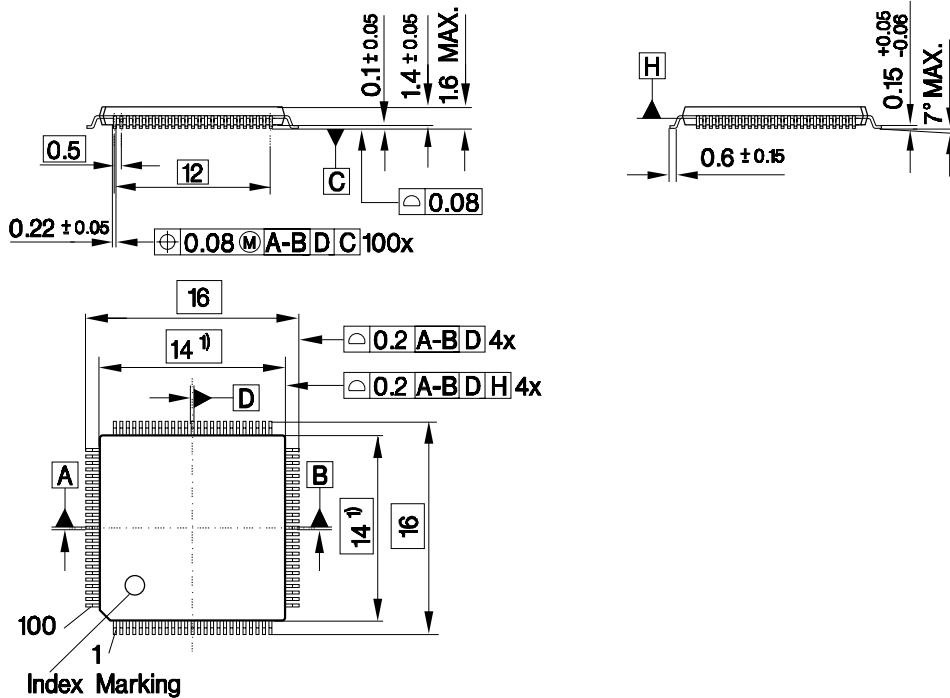 0.1 ± 0.05
1.4 ± 0.05
1.6 MAX.
H
0.15 +0.05 -0.06
7° MAX.
0.5
12
C
0.08
0.6 ± 0.15
0.22 ± 0.05
0.08 Ⓜ A-B D C 100x
16
0.2 A-B D 4x
14 1)
0.2 A-B D H 4x
D
A
B
14 1)
16
100
1
Index Marking